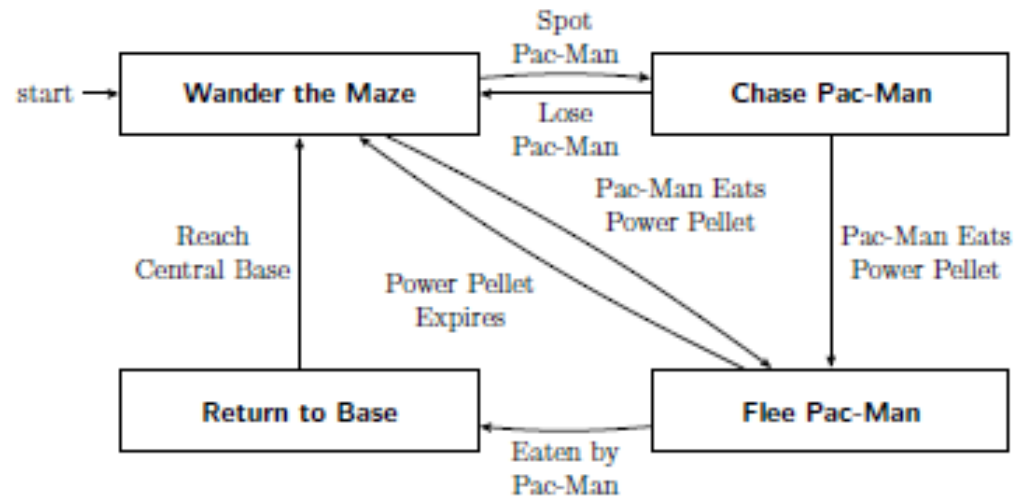 Spot
Pac-Man
start
Wander the Maze
Chase Pac-Man
Lose
Pac-Man
Pac-Man Eats
Power Pellet
Reach
Central Base
Pac-Man Eats
Power Pellet
Power Pellet
Expires
Return to Base
Flee Pac-Man
Eaten by
Pac-Man